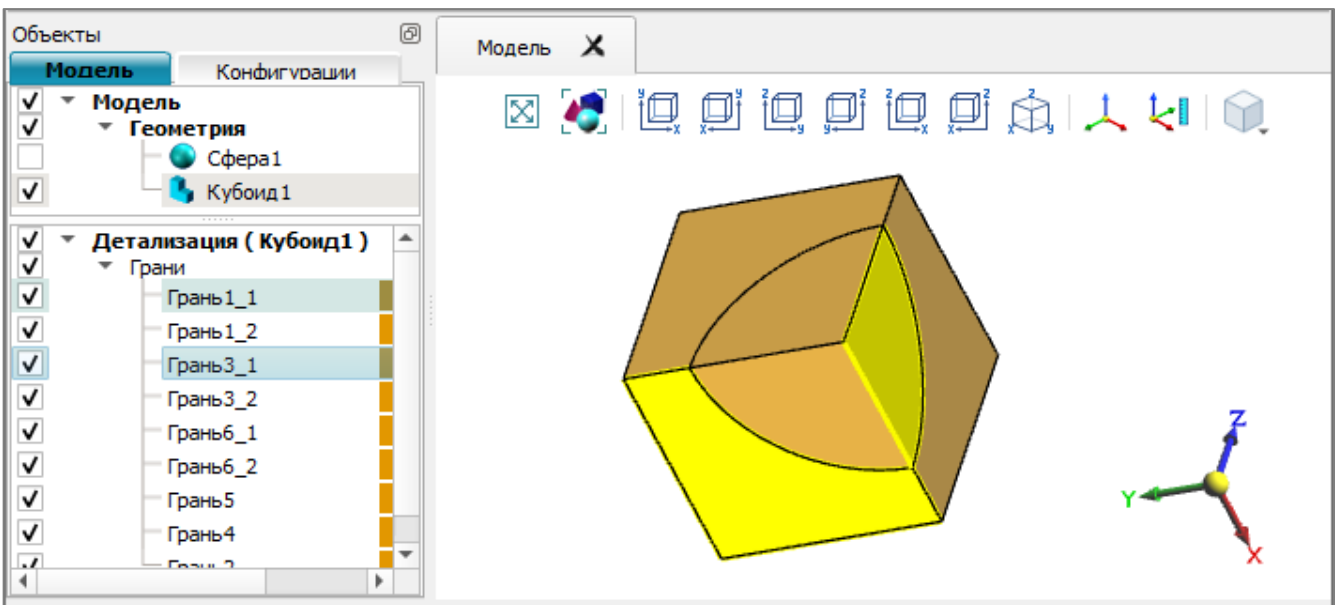 Объекты
Модель
Конфигурации
Модель
Геометрия
Сфера1
Кубоид1
Детализация ( Кубоид1 )
Грани
Грань1_1
Грань1_2
Грань3_1
Грань3_2
Грань6_1
Грань6_2
Грань5
Грань4
Грань2
Модель
y x
x y
z y
y z
z x
x z
z x y
Z
Y
X